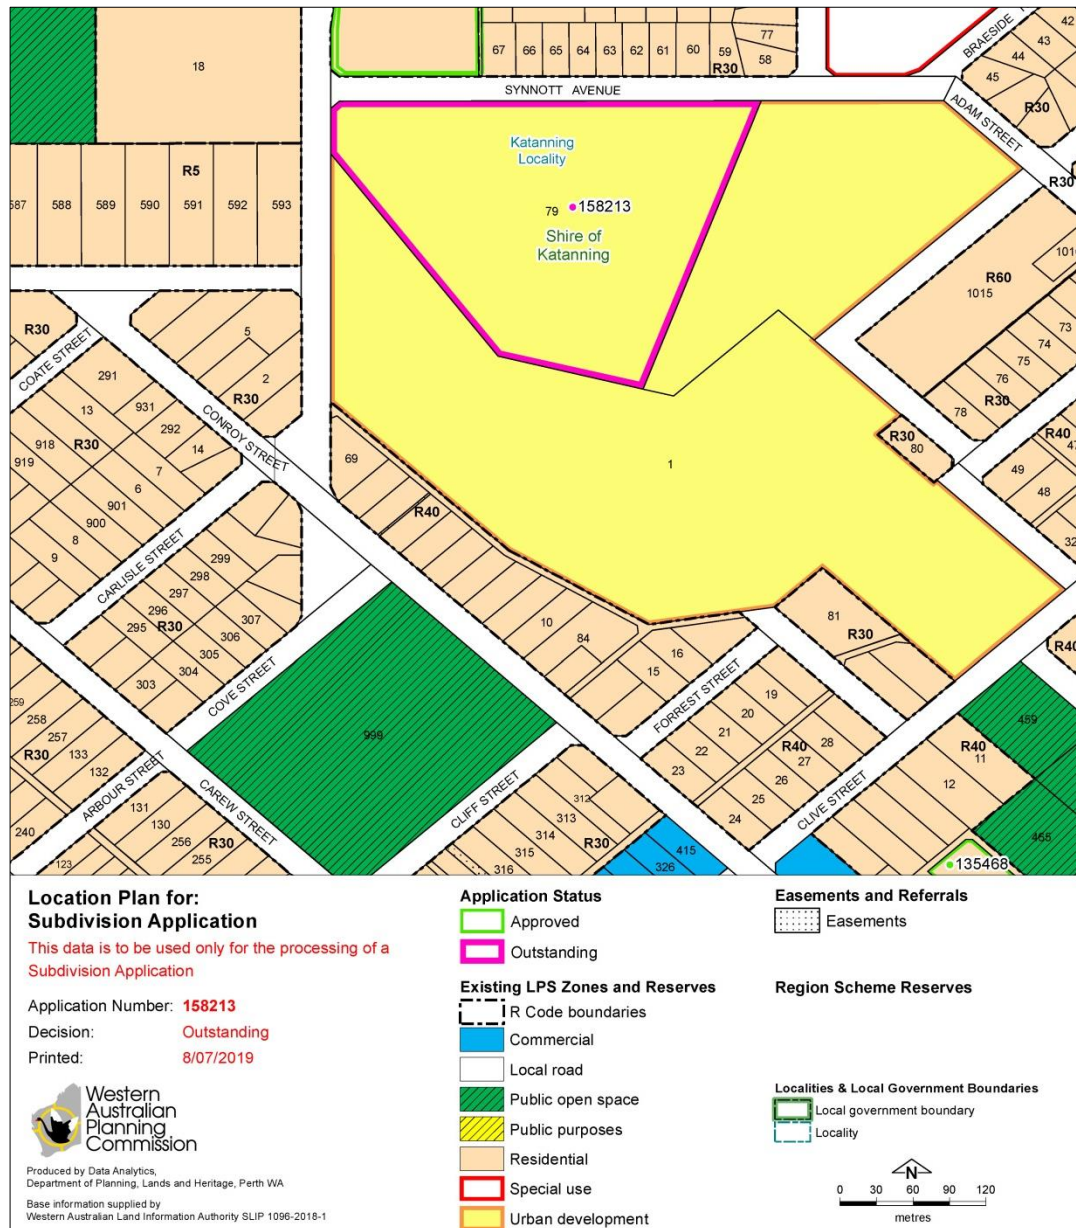 18
67 66 65 64 63 62 61 60 59
77
58
R30
BRAESIDE
42
43
44
45
R30
SYNNOTT AVENUE
ADAM STREET
R30
Katanning
Locality
158213
79
Shire of
Katanning
R5
587 588 589 590 591 592 593
R60
1015
73
74
75
76
R30
78
R30
80
R40
49
48
R30
COATE STREET
5
2
R30
291
13
931
292
14
R30
918
919
7
6
901
900
8
9
CONROY STREET
69
R40
1
CARLISLE STREET
299
298
297
296
295
R30
307
306
305
304
303
10
84
16
15
81
R30
R40
COVE STREET
999
FORREST STREET
19
20
21
22
23
R40
28
27
26
25
24
459
R40
11
12
465
259
258
257
R30
133
132
ARBOUR STREET
CAREW STREET
CLIFF STREET
CLIVE STREET
240
123
131
130
256
255
R30
312
313
314
315
316
R30
415
326
135468
Location Plan for:
Subdivision Application
This data is to be used only for the processing of a
Subdivision Application
Application Number: 158213
Decision: Outstanding
Printed: 8/07/2019
Western
Australian
Planning
Commission
Produced by Data Analytics,
Department of Planning, Lands and Heritage, Perth WA
Base information supplied by
Western Australian Land Information Authority SLIP 1096-2018-1
Application Status
Approved
Outstanding
Existing LPS Zones and Reserves
R Code boundaries
Commercial
Local road
Public open space
Public purposes
Residential
Special use
Urban development
Easements and Referrals
Easements
Region Scheme Reserves
Localities & Local Government Boundaries
Local government boundary
Locality
N
0 30 60 90 120
metres